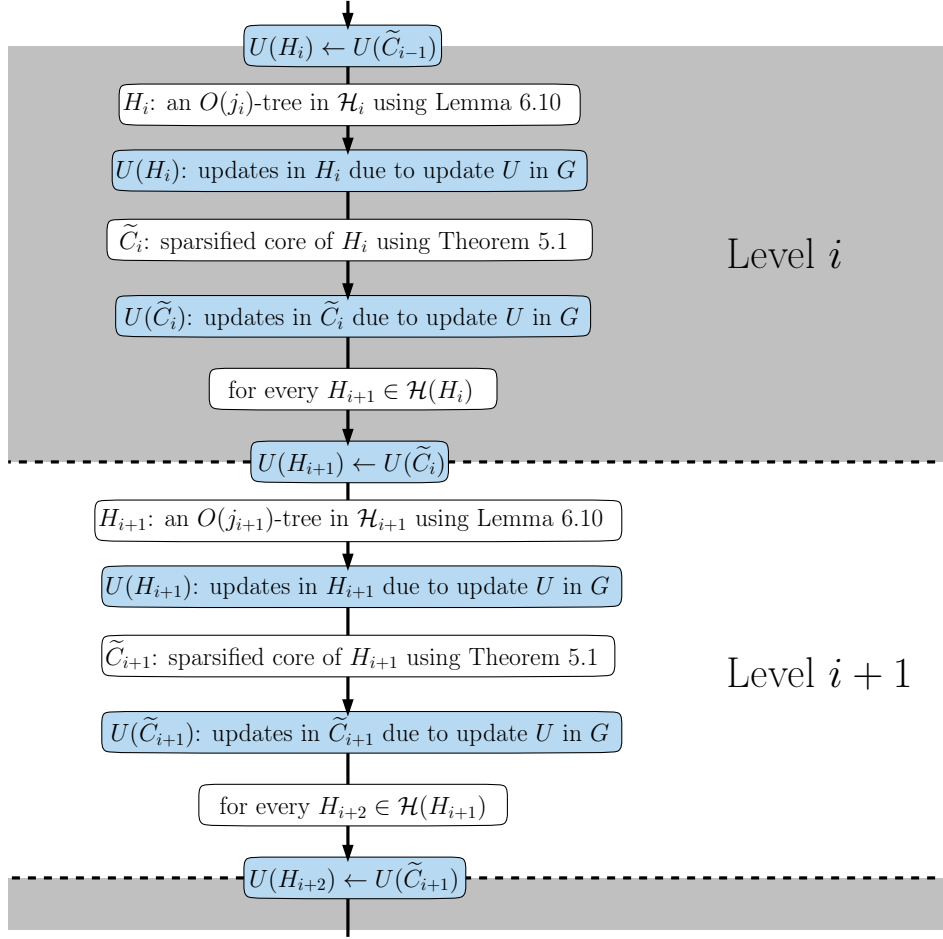 U(H_i) ← U(C̃_{i−1})
H_i: an O(j_i)-tree in ℋ_i using Lemma 6.10
U(H_i): updates in H_i due to update U in G
C̃_i: sparsified core of H_i using Theorem 5.1
Level i
U(C̃_i): updates in C̃_i due to update U in G
for every H_{i+1} ∈ ℋ(H_i)
U(H_{i+1}) ← U(C̃_i)
H_{i+1}: an O(j_{i+1})-tree in ℋ_{i+1} using Lemma 6.10
U(H_{i+1}): updates in H_{i+1} due to update U in G
C̃_{i+1}: sparsified core of H_{i+1} using Theorem 5.1
Level i + 1
U(C̃_{i+1}): updates in C̃_{i+1} due to update U in G
for every H_{i+2} ∈ ℋ(H_{i+1})
U(H_{i+2}) ← U(C̃_{i+1})